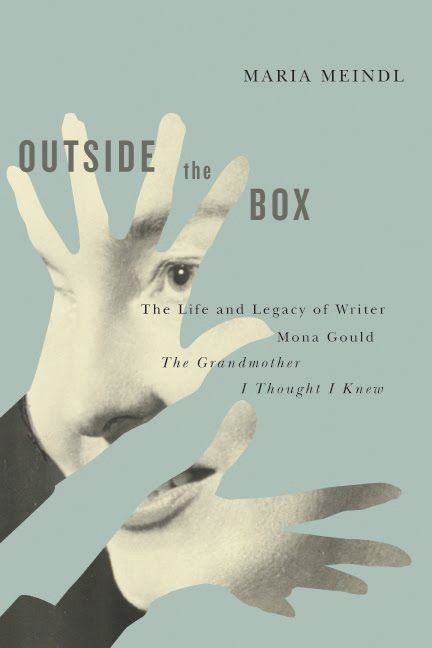 MARIA MEINDL
OUTSIDE the
BOX
The Life and Legacy of Writer
Mona Gould
The Grandmother
I Thought I Knew